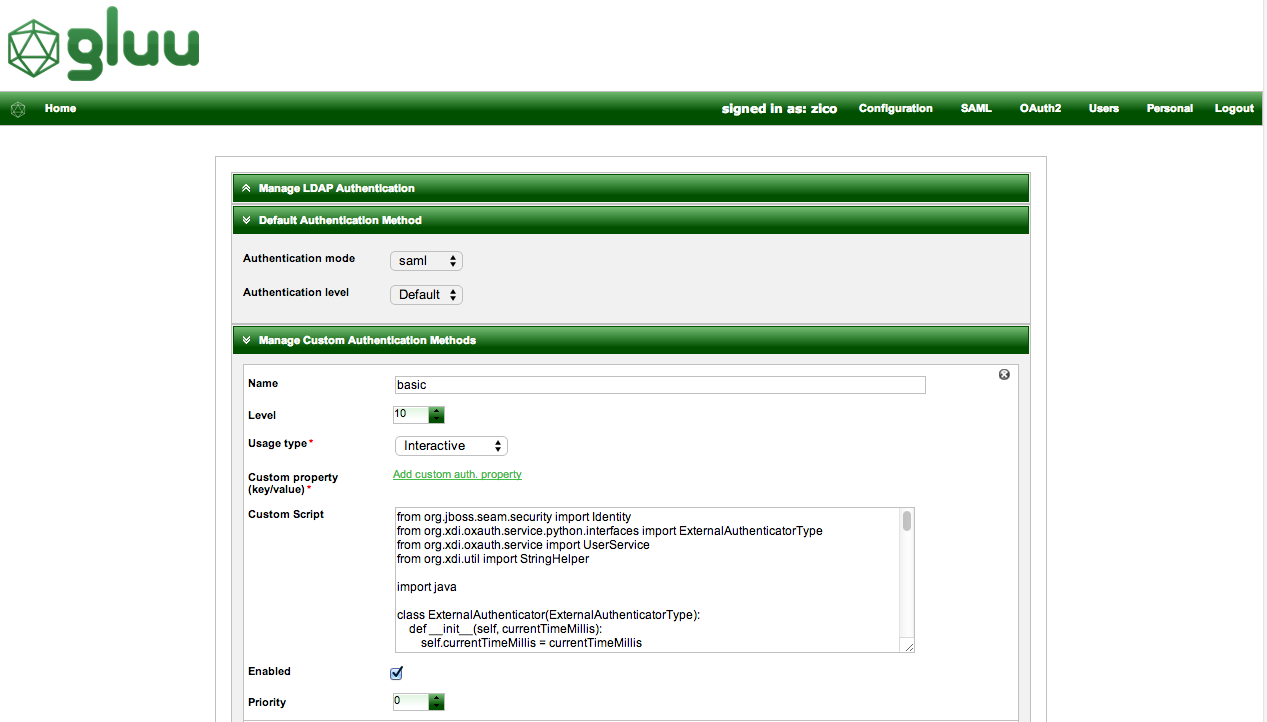 gluu
Home signed in as: zico Configuration SAML OAuth2 Users Personal Logout
Manage LDAP Authentication
Default Authentication Method
Authentication mode saml
Authentication level Default
Manage Custom Authentication Methods
Name basic
Level 10
Usage type* Interactive
Custom property Add custom auth. property
(key/value)*
Custom Script
from org.jboss.seam.security import Identity
from org.xdi.oxauth.service.python.interfaces import ExternalAuthenticatorType
from org.xdi.oxauth.service import UserService
from org.xdi.util import StringHelper
import java
class ExternalAuthenticator(ExternalAuthenticatorType):
def __init__(self, currentTimeMillis):
self.currentTimeMillis = currentTimeMillis
Enabled
Priority 0